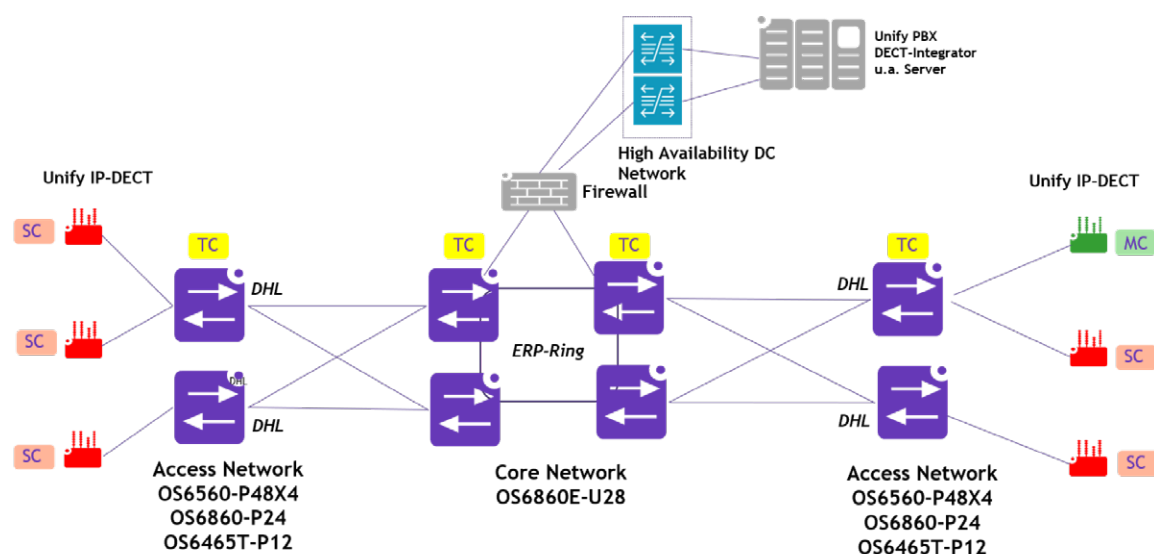 Unify PBX
DECT-Integrator
u.a. Server
High Availability DC
Network
Firewall
Unify IP-DECT
Unify IP-DECT
SC
TC
TC
TC
TC
MC
DHL
DHL
SC
SC
ERP-Ring
DHL
DHL
DHL
SC
SC
Access Network
OS6560-P48X4
OS6860-P24
OS6465T-P12
Core Network
OS6860E-U28
Access Network
OS6560-P48X4
OS6860-P24
OS6465T-P12